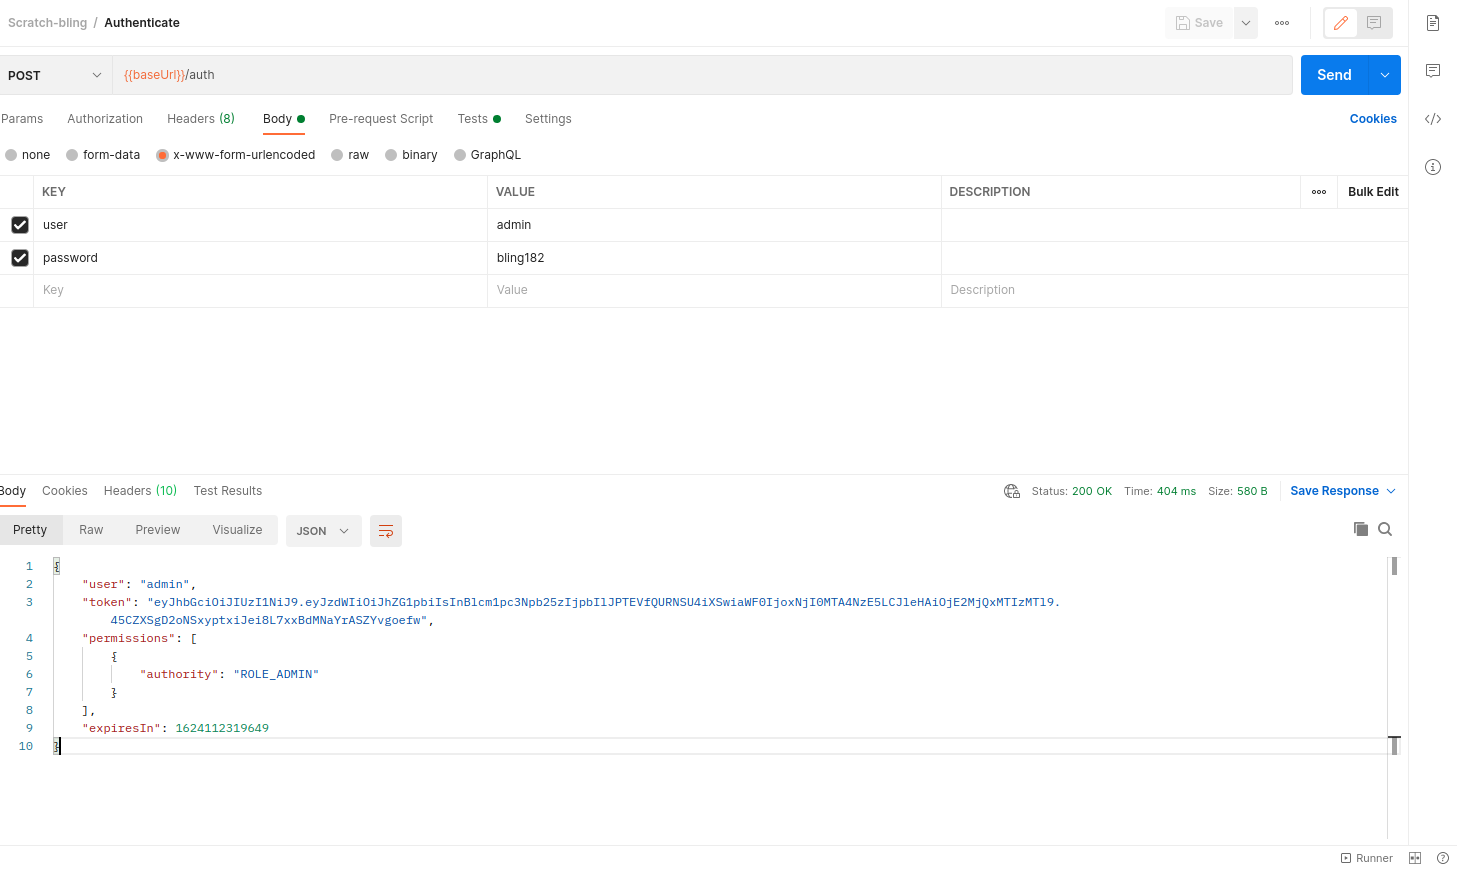 Scratch-bling / Authenticate
Save
POST
{{baseUrl}}/auth
Send
Params Authorization Headers (8) Body Pre-request Script Tests Settings
Cookies
none form-data x-www-form-urlencoded raw binary GraphQL
KEY VALUE DESCRIPTION Bulk Edit
user admin
password bling182
Key Value Description
Body Cookies Headers (10) Test Results
Status: 200 OK Time: 404 ms Size: 580 B Save Response
Pretty Raw Preview Visualize JSON
1 {
2 "user": "admin",
3 "token": "eyJhbGciOiJIUzI1NiJ9.eyJzdWIiOiJhZG1pbiIsInBlcm1pc3Npb25zIjpbIlJPTEVfQURNSU4iXSwiaWF0IjoxNjI0MTA4NzE5LCJleHAiOjE2MjQxMTIzMTl9.
45CZXSgD2oNSxyptxiJei8L7xxBdMNaYrASZYvgoefw",
4 "permissions": [
5 {
6 "authority": "ROLE_ADMIN"
7 }
8 ],
9 "expiresIn": 1624112319649
10 }
Runner